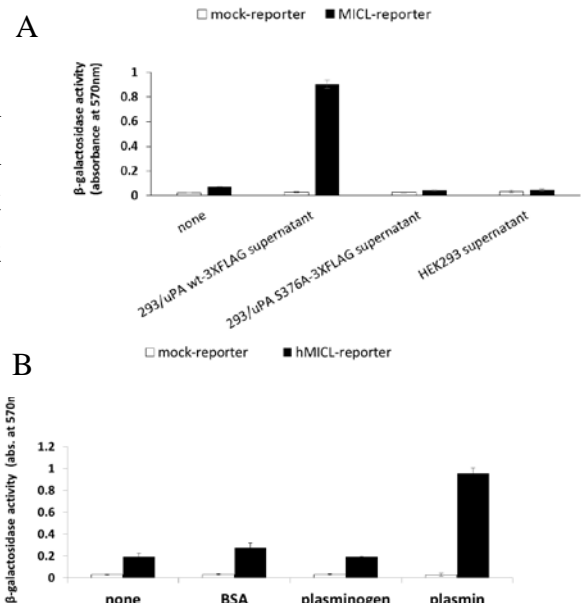 A
mock-reporter MICL-reporter
β-galactosidase activity
(absorbance at 570nm)
1
0.8
0.6
0.4
0.2
0
none
293/uPA wt-3XFLAG supernatant
293/uPA S376A-3XFLAG supernatant
HEK293 supernatant
mock-reporter hMICL-reporter
B
β-galactosidase activity (abs. at 570n
1.2
1
0.8
0.6
0.4
0.2
0
none BSA plasminogen plasmin